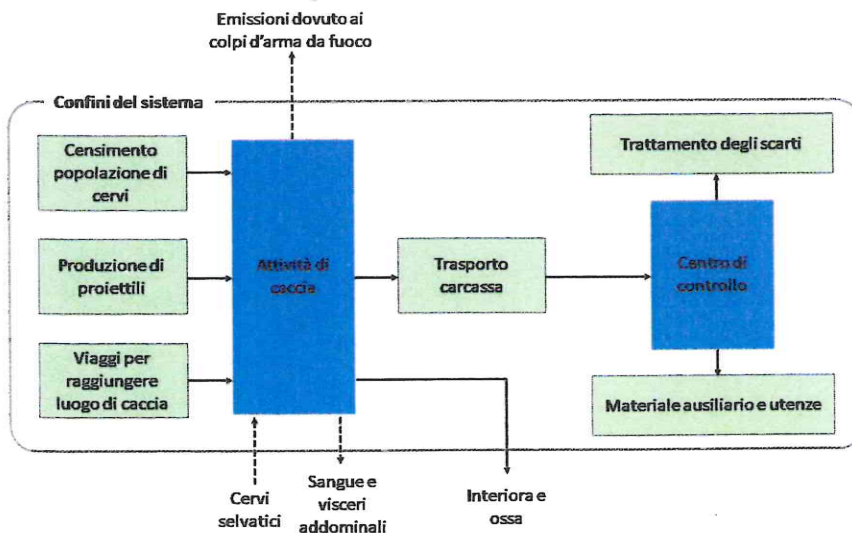 Emissioni dovuto ai
colpi d'arma da fuoco
Confini del sistema
Censimento
popolazione di
cervi
Trattamento degli scarti
Produzione di
proiettili
Attività di
caccia
Trasporto
carcassa
Centro di
controllo
Viaggi per
raggiungere
luogo di caccia
Materiale ausiliario e utenze
Cervi
selvatici
Sangue e
visceri
addominali
Interiora e
ossa